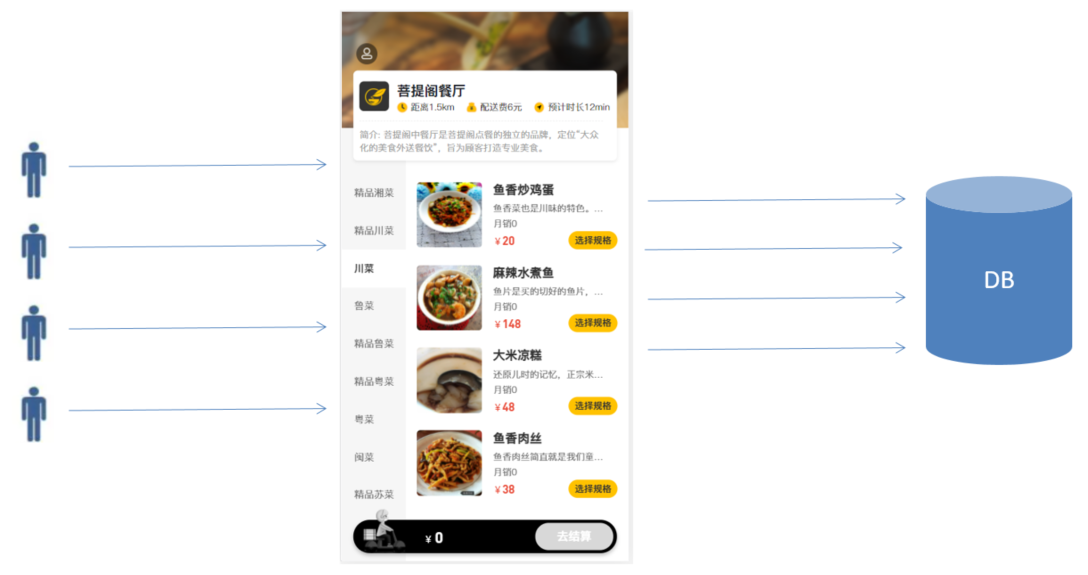 菩提阁餐厅
距离1.5km 配送费6元 预计时长12min
简介: 菩提阁中餐厅是菩提阁点餐的独立的品牌，定位“大众
化的美食外送餐饮”，旨为顾客打造专业美食。
精品湘菜
精品川菜
川菜
鲁菜
精品鲁菜
精品粤菜
粤菜
闽菜
精品苏菜
鱼香炒鸡蛋
鱼香菜也是川味的特色。...
月销0
¥20
选择规格
麻辣水煮鱼
鱼片是买的切好的鱼片，...
月销0
¥148
选择规格
大米凉糕
还原儿时的记忆，正宗米...
月销0
¥48
选择规格
鱼香肉丝
鱼香肉丝简直就是我们童...
月销0
¥38
选择规格
¥0
去结算
DB